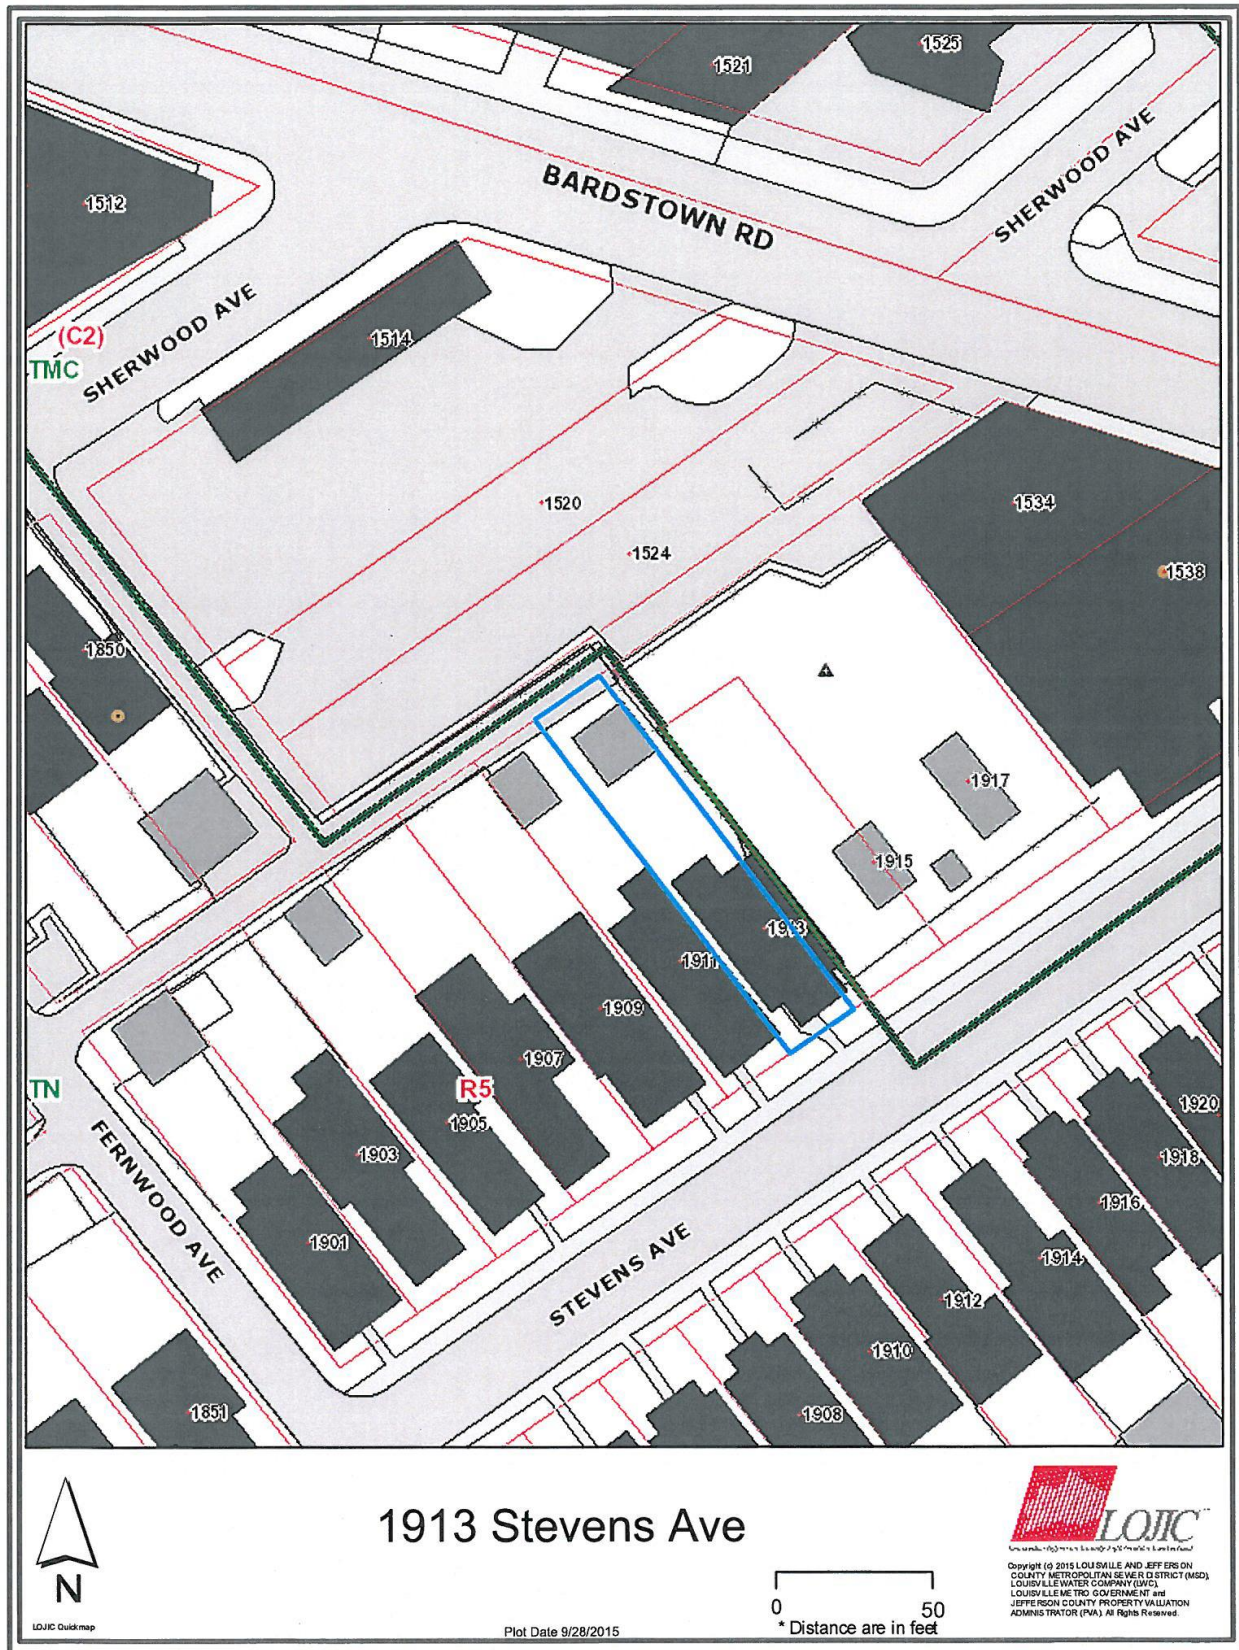 1525
1521
SHERWOOD AVE
BARDSTOWN RD
1512
SHERWOOD AVE
(C2)
1514
TMC
1520
1534
1524
1538
1850
1917
1915
1913
1911
1909
1907
R5
TN
1905
1920
1903
FERNWOOD AVE
1918
1916
1901
STEVENS AVE
1914
1912
1910
1851
1908
1913 Stevens Ave
N
LOJIC Quickmap
Plot Date 9/28/2015
0 50
* Distance are in feet
LOJIC
Copyright (c) 2015 LOUISVILLE AND JEFFERSON
COUNTY METROPOLITAN SEWER DISTRICT (MSD),
LOUISVILLE WATER COMPANY (LWC),
LOUISVILLE METRO GOVERNMENT and
JEFFERSON COUNTY PROPERTY VALUATION
ADMINISTRATOR (PVA). All Rights Reserved.